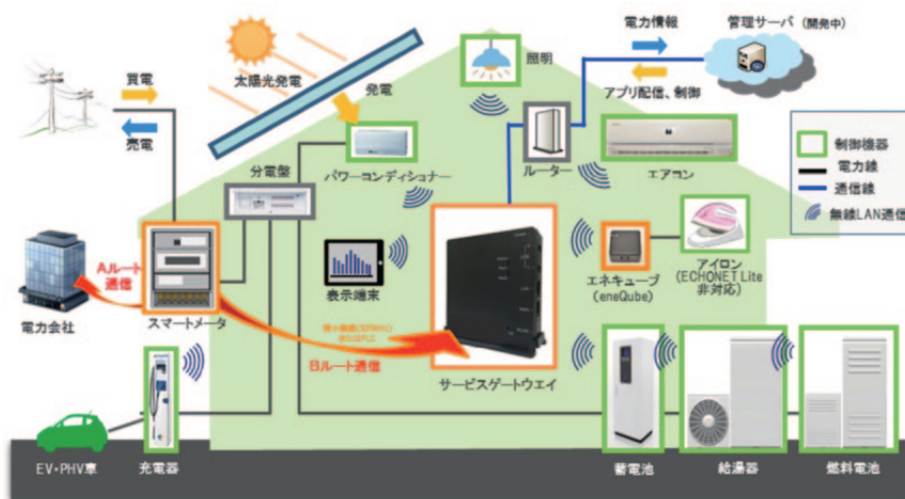 電力情報
管理サーバ (開発中)
照明
買電
太陽光発電
発電
アプリ配信、制御
売電
制御機器
電力線
通信線
無線LAN通信
分電盤
パワーコンディショナー
ルーター
エアコン
Aルート
通信
表示端末
エネキューブ
(eneQube)
アイロン
(ECHONET Lite
非対応)
電力会社
スマートメータ
Bルート通信
サービスゲートウエイ
EV・PHV車
充電器
蓄電池
給湯器
燃料電池